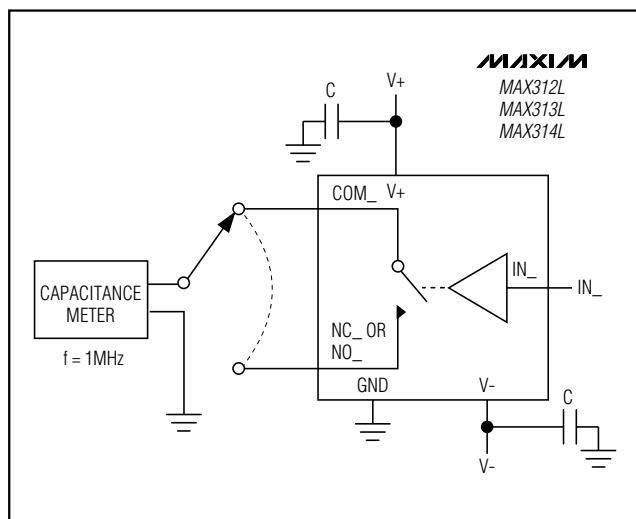 MAXIM
MAX312L
MAX313L
MAX314L
V+
C
COM_
V+
IN_
IN_
CAPACITANCE
METER
f = 1MHz
NC_ OR
NO_
GND
V-
C
V-